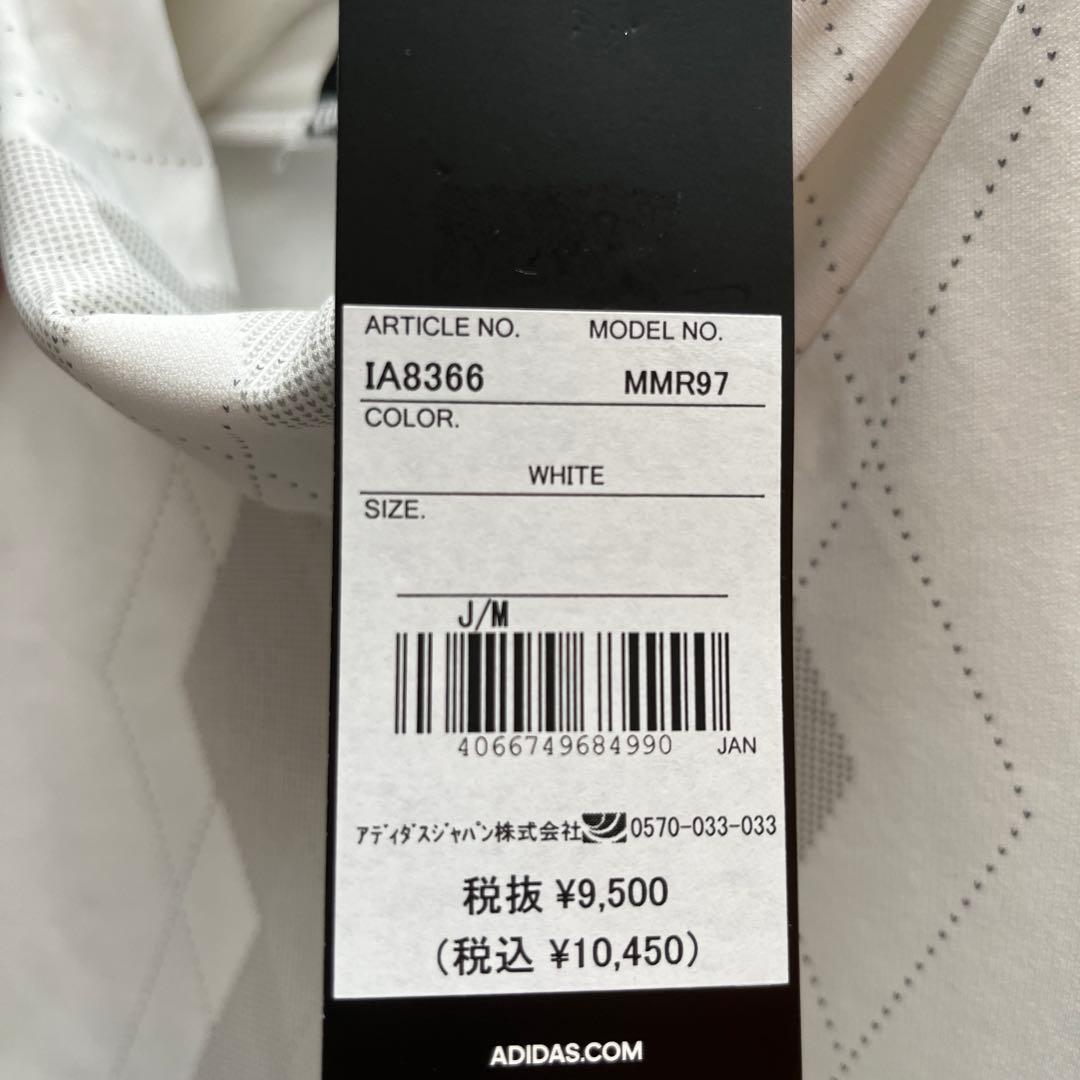 ARTICLE NO. MODEL NO.
IA8366 MMR97
COLOR.
WHITE
SIZE.
J/M
4066749684990 JAN
ｱﾃﾞｨﾀﾞｽｼﾞｬﾊﾟﾝ株式会社 0570-033-033
税抜 ¥9,500
(税込 ¥10,450)
ADIDAS.COM